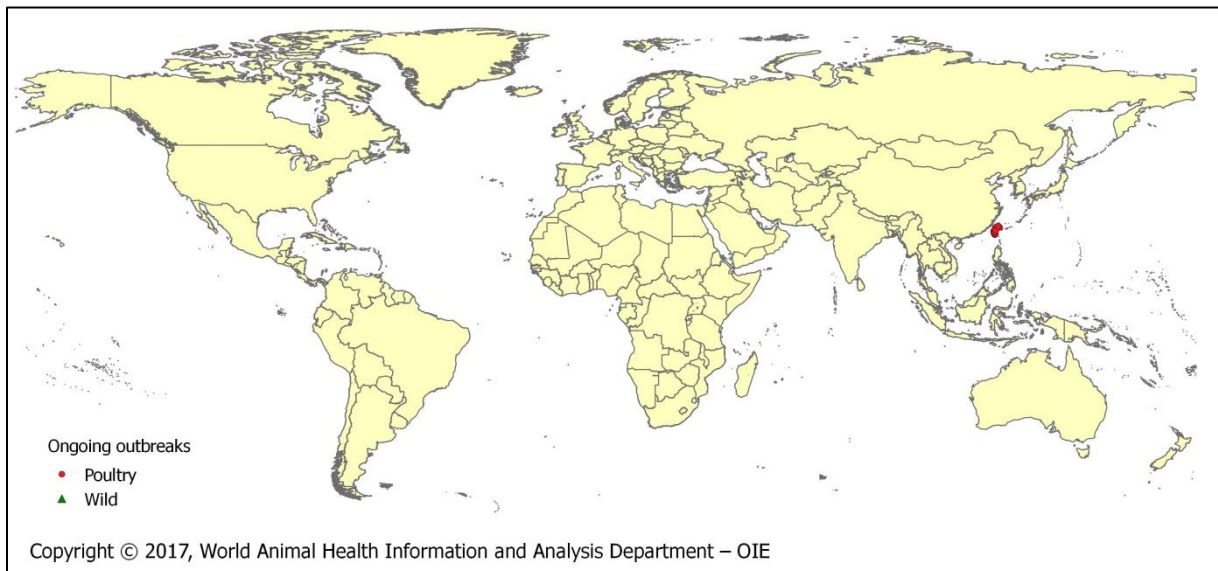 Ongoing outbreaks
Poultry
Wild
Copyright © 2017, World Animal Health Information and Analysis Department – OIE